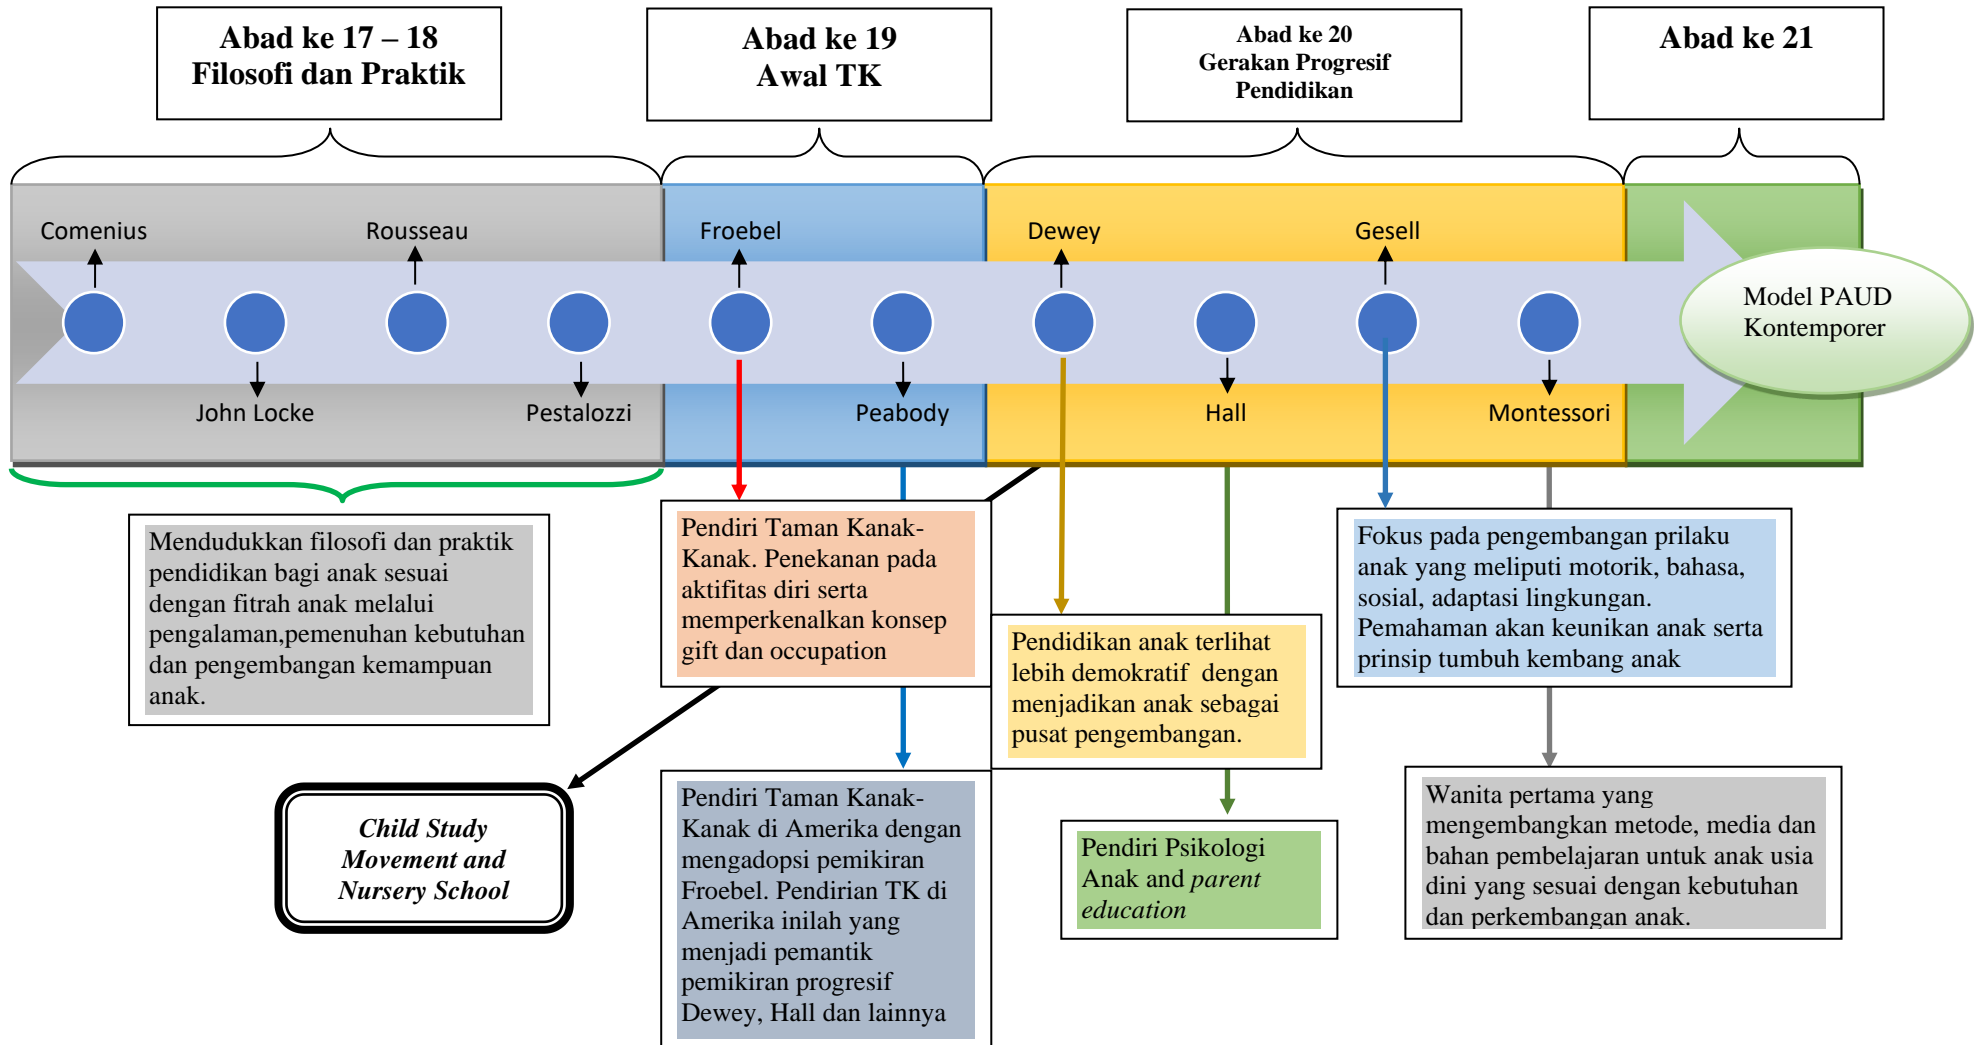 Abad ke 17 – 18
Filosofi dan Praktik
Abad ke 19
Awal TK
Abad ke 20
Gerakan Progresif
Pendidikan
Abad ke 21
Comenius
Rousseau
Froebel
Dewey
Gesell
Model PAUD
Kontemporer
John Locke
Pestalozzi
Peabody
Hall
Montessori
Mendudukkan filosofi dan praktik
pendidikan bagi anak sesuai
dengan fitrah anak melalui
pengalaman,pemenuhan kebutuhan
dan pengembangan kemampuan
anak.
Pendiri Taman Kanak-
Kanak. Penekanan pada
aktifitas diri serta
memperkenalkan konsep
gift dan occupation
Pendidikan anak terlihat
lebih demokratif dengan
menjadikan anak sebagai
pusat pengembangan.
Fokus pada pengembangan prilaku
anak yang meliputi motorik, bahasa,
sosial, adaptasi lingkungan.
Pemahaman akan keunikan anak serta
prinsip tumbuh kembang anak
Child Study
Movement and
Nursery School
Pendiri Taman Kanak-
Kanak di Amerika dengan
mengadopsi pemikiran
Froebel. Pendirian TK di
Amerika inilah yang
menjadi pemantik
pemikiran progresif
Dewey, Hall dan lainnya
Pendiri Psikologi
Anak and parent
education
Wanita pertama yang
mengembangkan metode, media dan
bahan pembelajaran untuk anak usia
dini yang sesuai dengan kebutuhan
dan perkembangan anak.